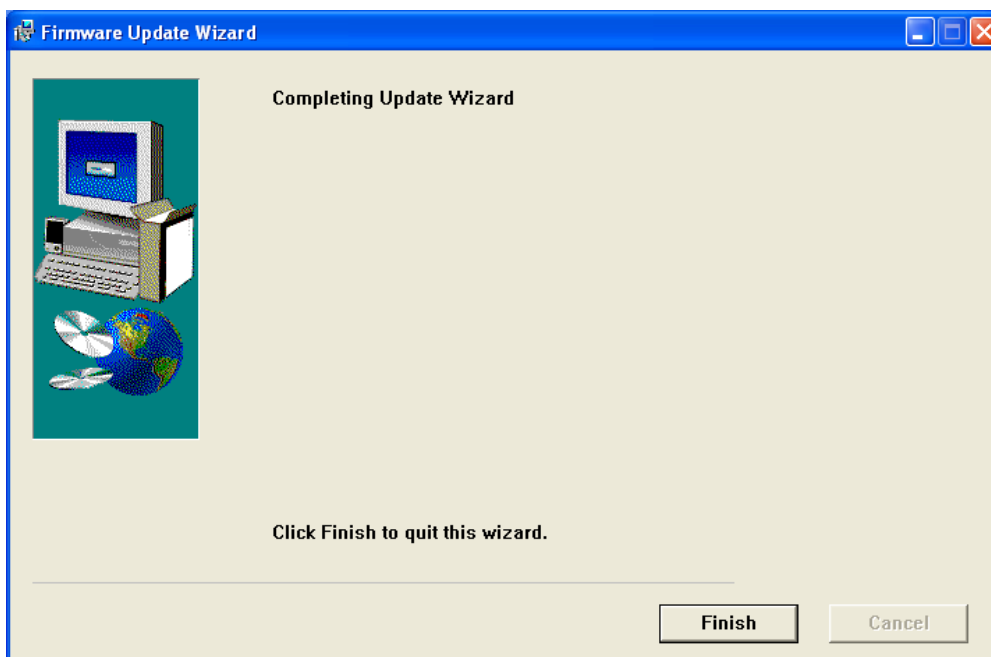 Firmware Update Wizard
Completing Update Wizard
Click Finish to quit this wizard.
Finish
Cancel